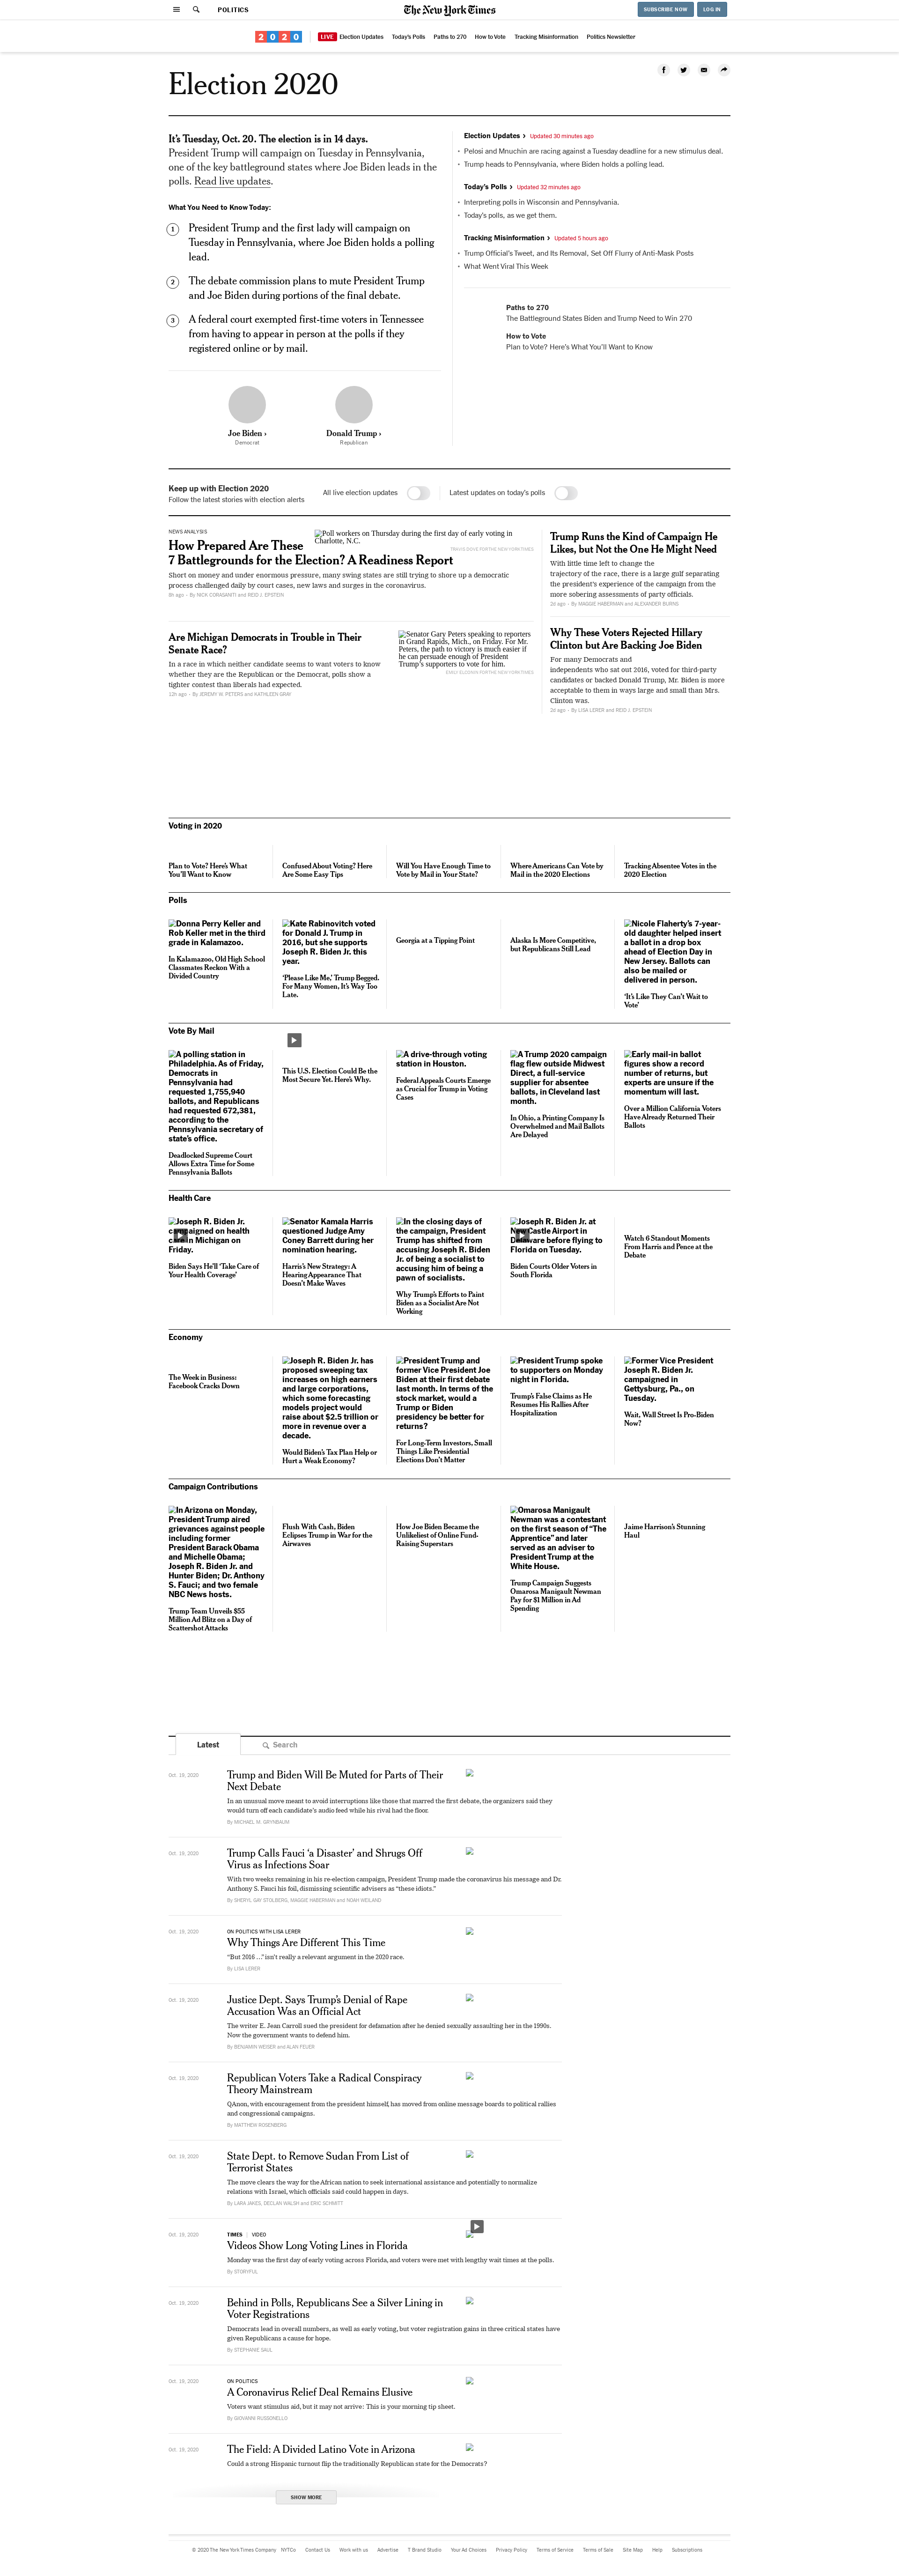 POLITICS
The New York Times
SUBSCRIBE NOW
LOG IN
2020
LIVE Election Updates
Today's Polls
Paths to 270
How to Vote
Tracking Misinformation
Politics Newsletter
Election 2020
It's Tuesday, Oct. 20. The election is in 14 days.
President Trump will campaign on Tuesday in Pennsylvania,
one of the key battleground states where Joe Biden leads in the
polls. Read live updates.
What You Need to Know Today:
1 President Trump and the first lady will campaign on
Tuesday in Pennsylvania, where Joe Biden holds a polling
lead.
2 The debate commission plans to mute President Trump
and Joe Biden during portions of the final debate.
3 A federal court exempted first-time voters in Tennessee
from having to appear in person at the polls if they
registered online or by mail.
Joe Biden ›
Democrat
Donald Trump ›
Republican
Election Updates › Updated 30 minutes ago
• Pelosi and Mnuchin are racing against a Tuesday deadline for a new stimulus deal.
• Trump heads to Pennsylvania, where Biden holds a polling lead.
Today's Polls › Updated 32 minutes ago
• Interpreting polls in Wisconsin and Pennsylvania.
• Today's polls, as we get them.
Tracking Misinformation › Updated 5 hours ago
• Trump Official's Tweet, and Its Removal, Set Off Flurry of Anti-Mask Posts
• What Went Viral This Week
Paths to 270
The Battleground States Biden and Trump Need to Win 270
How to Vote
Plan to Vote? Here's What You'll Want to Know
Keep up with Election 2020
Follow the latest stories with election alerts
All live election updates
Latest updates on today's polls
NEWS ANALYSIS
How Prepared Are These
7 Battlegrounds for the Election? A Readiness Report
Short on money and under enormous pressure, many swing states are still trying to shore up a democratic
process challenged daily by court cases, new laws and surges in the coronavirus.
8h ago - By NICK CORASANITI and REID J. EPSTEIN
Poll workers on Thursday during the first day of early voting in
Charlotte, N.C.
TRAVIS DOVE FOR THE NEW YORK TIMES
Are Michigan Democrats in Trouble in Their
Senate Race?
In a race in which neither candidate seems to want voters to know
whether they are the Republican or the Democrat, polls show a
tighter contest than liberals had expected.
12h ago - By JEREMY W. PETERS and KATHLEEN GRAY
Senator Gary Peters speaking to reporters
in Grand Rapids, Mich., on Friday. For Mr.
Peters, the path to victory is much easier if
he can persuade enough of President
Trump's supporters to vote for him.
EMILY ELCONIN FOR THE NEW YORK TIMES
Trump Runs the Kind of Campaign He
Likes, but Not the One He Might Need
With little time left to change the
trajectory of the race, there is a large gulf separating
the president's experience of the campaign from the
more sobering assessments of party officials.
2d ago - By MAGGIE HABERMAN and ALEXANDER BURNS
Why These Voters Rejected Hillary
Clinton but Are Backing Joe Biden
For many Democrats and
independents who sat out 2016, voted for third-party
candidates or backed Donald Trump, Mr. Biden is more
acceptable to them in ways large and small than Mrs.
Clinton was.
2d ago - By LISA LERER and REID J. EPSTEIN
Voting in 2020
Plan to Vote? Here's What
You'll Want to Know
Confused About Voting? Here
Are Some Easy Tips
Will You Have Enough Time to
Vote by Mail in Your State?
Where Americans Can Vote by
Mail in the 2020 Elections
Tracking Absentee Votes in the
2020 Election
Polls
Donna Perry Keller and
Rob Keller met in the third
grade in Kalamazoo.
In Kalamazoo, Old High School
Classmates Reckon With a
Divided Country
Kate Rabinovitch voted
for Donald J. Trump in
2016, but she supports
Joseph R. Biden Jr. this
year.
'Please Like Me,' Trump Begged.
For Many Women, It's Way Too
Late.
Georgia at a Tipping Point
Alaska Is More Competitive,
but Republicans Still Lead
Nicole Flaherty's 7-year-
old daughter helped insert
a ballot in a drop box
ahead of Election Day in
New Jersey. Ballots can
also be mailed or
delivered in person.
'It's Like They Can't Wait to
Vote'
Vote By Mail
A polling station in
Philadelphia. As of Friday,
Democrats in
Pennsylvania had
requested 1,755,940
ballots, and Republicans
had requested 672,381,
according to the
Pennsylvania secretary of
state's office.
Deadlocked Supreme Court
Allows Extra Time for Some
Pennsylvania Ballots
This U.S. Election Could Be the
Most Secure Yet. Here's Why.
A drive-through voting
station in Houston.
Federal Appeals Courts Emerge
as Crucial for Trump in Voting
Cases
A Trump 2020 campaign
flag flew outside Midwest
Direct, a full-service
supplier for absentee
ballots, in Cleveland last
month.
In Ohio, a Printing Company Is
Overwhelmed and Mail Ballots
Are Delayed
Early mail-in ballot
figures show a record
number of returns, but
experts are unsure if the
momentum will last.
Over a Million California Voters
Have Already Returned Their
Ballots
Health Care
Joseph R. Biden Jr.
campaigned on health
care in Michigan on
Friday.
Biden Says He'll 'Take Care of
Your Health Coverage'
Senator Kamala Harris
questioned Judge Amy
Coney Barrett during her
nomination hearing.
Harris's New Strategy: A
Hearing Appearance That
Doesn't Make Waves
In the closing days of
the campaign, President
Trump has shifted from
accusing Joseph R. Biden
Jr. of being a socialist to
accusing him of being a
pawn of socialists.
Why Trump's Efforts to Paint
Biden as a Socialist Are Not
Working
Joseph R. Biden Jr. at
New Castle Airport in
Delaware before flying to
Florida on Tuesday.
Biden Courts Older Voters in
South Florida
Watch 6 Standout Moments
From Harris and Pence at the
Debate
Economy
The Week in Business:
Facebook Cracks Down
Joseph R. Biden Jr. has
proposed sweeping tax
increases on high earners
and large corporations,
which some forecasting
models project would
raise about $2.5 trillion or
more in revenue over a
decade.
Would Biden's Tax Plan Help or
Hurt a Weak Economy?
President Trump and
former Vice President Joe
Biden at their first debate
last month. In terms of the
stock market, would a
Trump or Biden
presidency be better for
returns?
For Long-Term Investors, Small
Things Like Presidential
Elections Don't Matter
President Trump spoke
to supporters on Monday
night in Florida.
Trump's False Claims as He
Resumes His Rallies After
Hospitalization
Former Vice President
Joseph R. Biden Jr.
campaigned in
Gettysburg, Pa., on
Tuesday.
Wait, Wall Street Is Pro-Biden
Now?
Campaign Contributions
In Arizona on Monday,
President Trump aired
grievances against people
including former
President Barack Obama
and Michelle Obama;
Joseph R. Biden Jr. and
Hunter Biden; Dr. Anthony
S. Fauci; and two female
NBC News hosts.
Trump Team Unveils $55
Million Ad Blitz on a Day of
Scattershot Attacks
Flush With Cash, Biden
Eclipses Trump in War for the
Airwaves
How Joe Biden Became the
Unlikeliest of Online Fund-
Raising Superstars
Omarosa Manigault
Newman was a contestant
on the first season of "The
Apprentice" and later
served as an adviser to
President Trump at the
White House.
Trump Campaign Suggests
Omarosa Manigault Newman
Pay for $1 Million in Ad
Spending
Jaime Harrison's Stunning
Haul
Latest
Search
Oct. 19, 2020
Trump and Biden Will Be Muted for Parts of Their
Next Debate
In an unusual move meant to avoid interruptions like those that marred the first debate, the organizers said they
would turn off each candidate's audio feed while his rival had the floor.
By MICHAEL M. GRYNBAUM
Oct. 19, 2020
Trump Calls Fauci 'a Disaster' and Shrugs Off
Virus as Infections Soar
With two weeks remaining in his re-election campaign, President Trump made the coronavirus his message and Dr.
Anthony S. Fauci his foil, dismissing scientific advisers as "these idiots."
By SHERYL GAY STOLBERG, MAGGIE HABERMAN and NOAH WEILAND
Oct. 19, 2020
ON POLITICS WITH LISA LERER
Why Things Are Different This Time
"But 2016 …" isn't really a relevant argument in the 2020 race.
By LISA LERER
Oct. 19, 2020
Justice Dept. Says Trump's Denial of Rape
Accusation Was an Official Act
The writer E. Jean Carroll sued the president for defamation after he denied sexually assaulting her in the 1990s.
Now the government wants to defend him.
By BENJAMIN WEISER and ALAN FEUER
Oct. 19, 2020
Republican Voters Take a Radical Conspiracy
Theory Mainstream
QAnon, with encouragement from the president himself, has moved from online message boards to political rallies
and congressional campaigns.
By MATTHEW ROSENBERG
Oct. 19, 2020
State Dept. to Remove Sudan From List of
Terrorist States
The move clears the way for the African nation to seek international assistance and potentially to normalize
relations with Israel, which officials said could happen in days.
By LARA JAKES, DECLAN WALSH and ERIC SCHMITT
Oct. 19, 2020
TIMES | VIDEO
Videos Show Long Voting Lines in Florida
Monday was the first day of early voting across Florida, and voters were met with lengthy wait times at the polls.
By STORYFUL
Oct. 19, 2020
Behind in Polls, Republicans See a Silver Lining in
Voter Registrations
Democrats lead in overall numbers, as well as early voting, but voter registration gains in three critical states have
given Republicans a cause for hope.
By STEPHANIE SAUL
Oct. 19, 2020
ON POLITICS
A Coronavirus Relief Deal Remains Elusive
Voters want stimulus aid, but it may not arrive: This is your morning tip sheet.
By GIOVANNI RUSSONELLO
Oct. 19, 2020
The Field: A Divided Latino Vote in Arizona
Could a strong Hispanic turnout flip the traditionally Republican state for the Democrats?
SHOW MORE
© 2020 The New York Times Company
NYTCo
Contact Us
Work with us
Advertise
T Brand Studio
Your Ad Choices
Privacy Policy
Terms of Service
Terms of Sale
Site Map
Help
Subscriptions